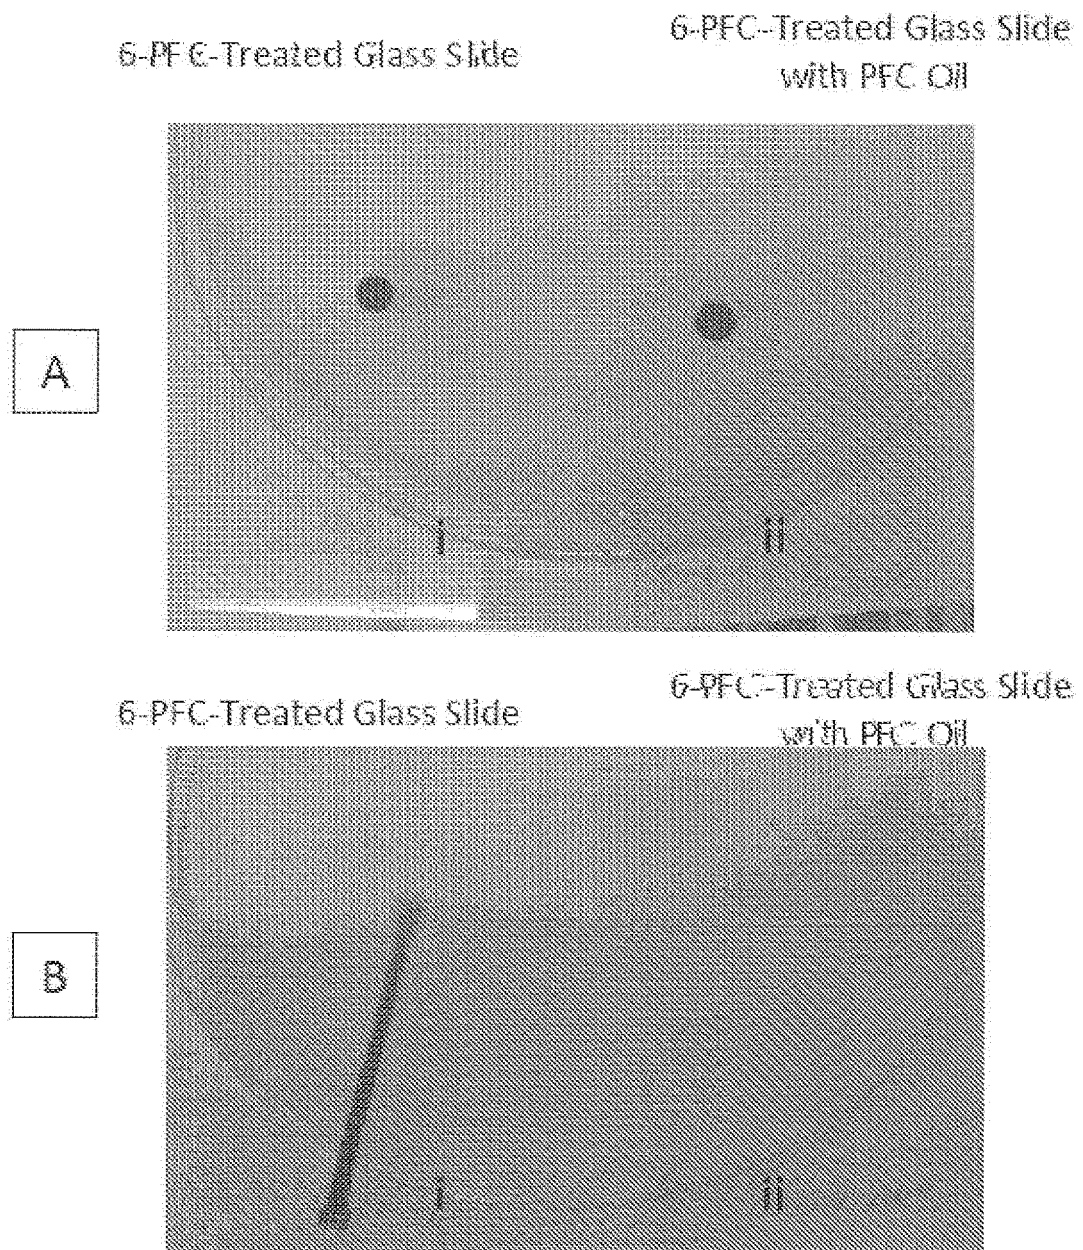 6-PFC-Treated Glass Slide
6-PFC-Treated Glass Slide
with PFC Oil
A
i
ii
6-PFC-Treated Glass Slide
6-PFC-Treated Glass Slide
with PFC Oil
B
i
ii